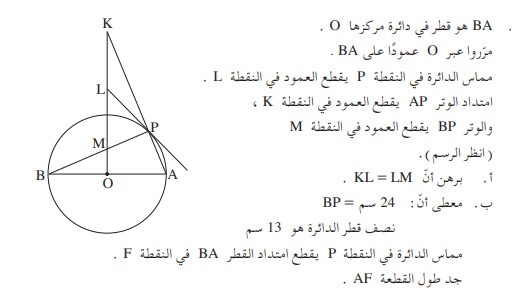 . BA هو قطر في دائرة مركزها O .
مرّروا عبر O عمودًا على BA .
مماس الدائرة في النقطة P يقطع العمود في النقطة L .
امتداد الوتر AP يقطع العمود في النقطة K ،
والوتر BP يقطع العمود في النقطة M
(انظر الرسم) .
أ. برهن أنّ KL = LM .
ب. معطى أنّ: 24 سم = BP
نصف قطر الدائرة هو 13 سم
مماس الدائرة في النقطة P يقطع امتداد القطر BA في النقطة F .
جد طول القطعة AF .
K
L
P
M
B
O
A